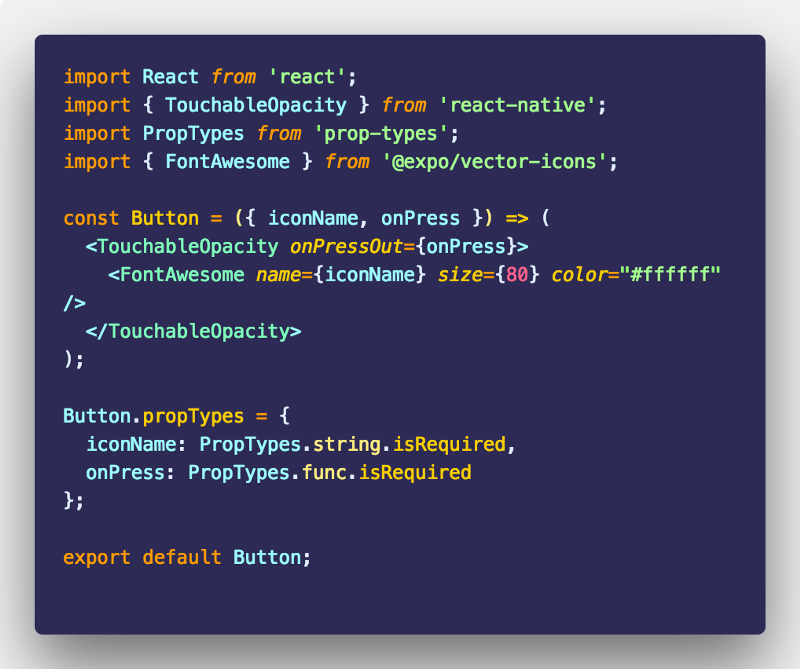 import React from 'react';
import { TouchableOpacity } from 'react-native';
import PropTypes from 'prop-types';
import { FontAwesome } from '@expo/vector-icons';

const Button = ({ iconName, onPress }) => (
  <TouchableOpacity onPressOut={onPress}>
    <FontAwesome name={iconName} size={80} color="#ffffff"
/>
  </TouchableOpacity>
);

Button.propTypes = {
  iconName: PropTypes.string.isRequired,
  onPress: PropTypes.func.isRequired
};

export default Button;